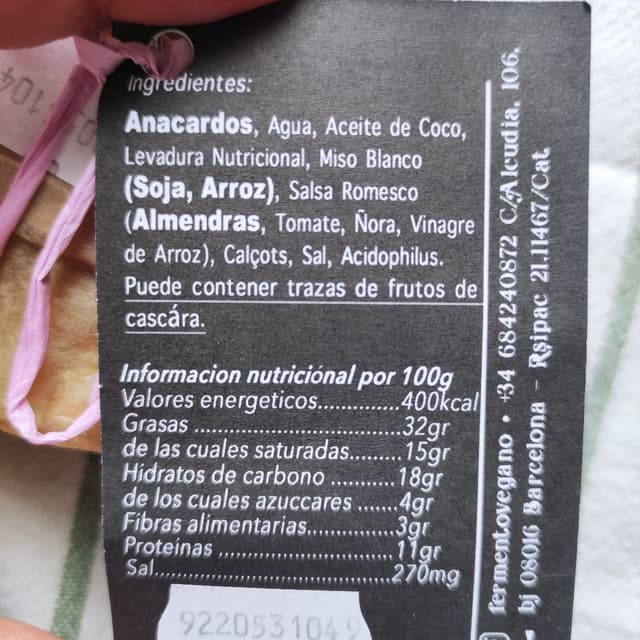 Ingredientes:
Anacardos, Agua, Aceite de Coco,
Levadura Nutricional, Miso Blanco
(Soja, Arroz), Salsa Romesco
(Almendras, Tomate, Ñora, Vinagre
de Arroz), Calçots, Sal, Acidophilus.
Puede contener trazas de frutos de
cascára.
Informacion nutriciónal por 100g
Valores energeticos..............400kcal
Grasas ..............................32gr
de las cuales saturadas.........15gr
Hidratos de carbono ...........18gr
de los cuales azuccares .......4gr
Fibras alimentarias..............3gr
Proteinas ..........................11gr
Sal...................................270mg
fermentovegano • +34 684240872 C/Alcudia, 106,
bj 08016 Barcelona - Rsipac 21.11467/Cat.
9220531049